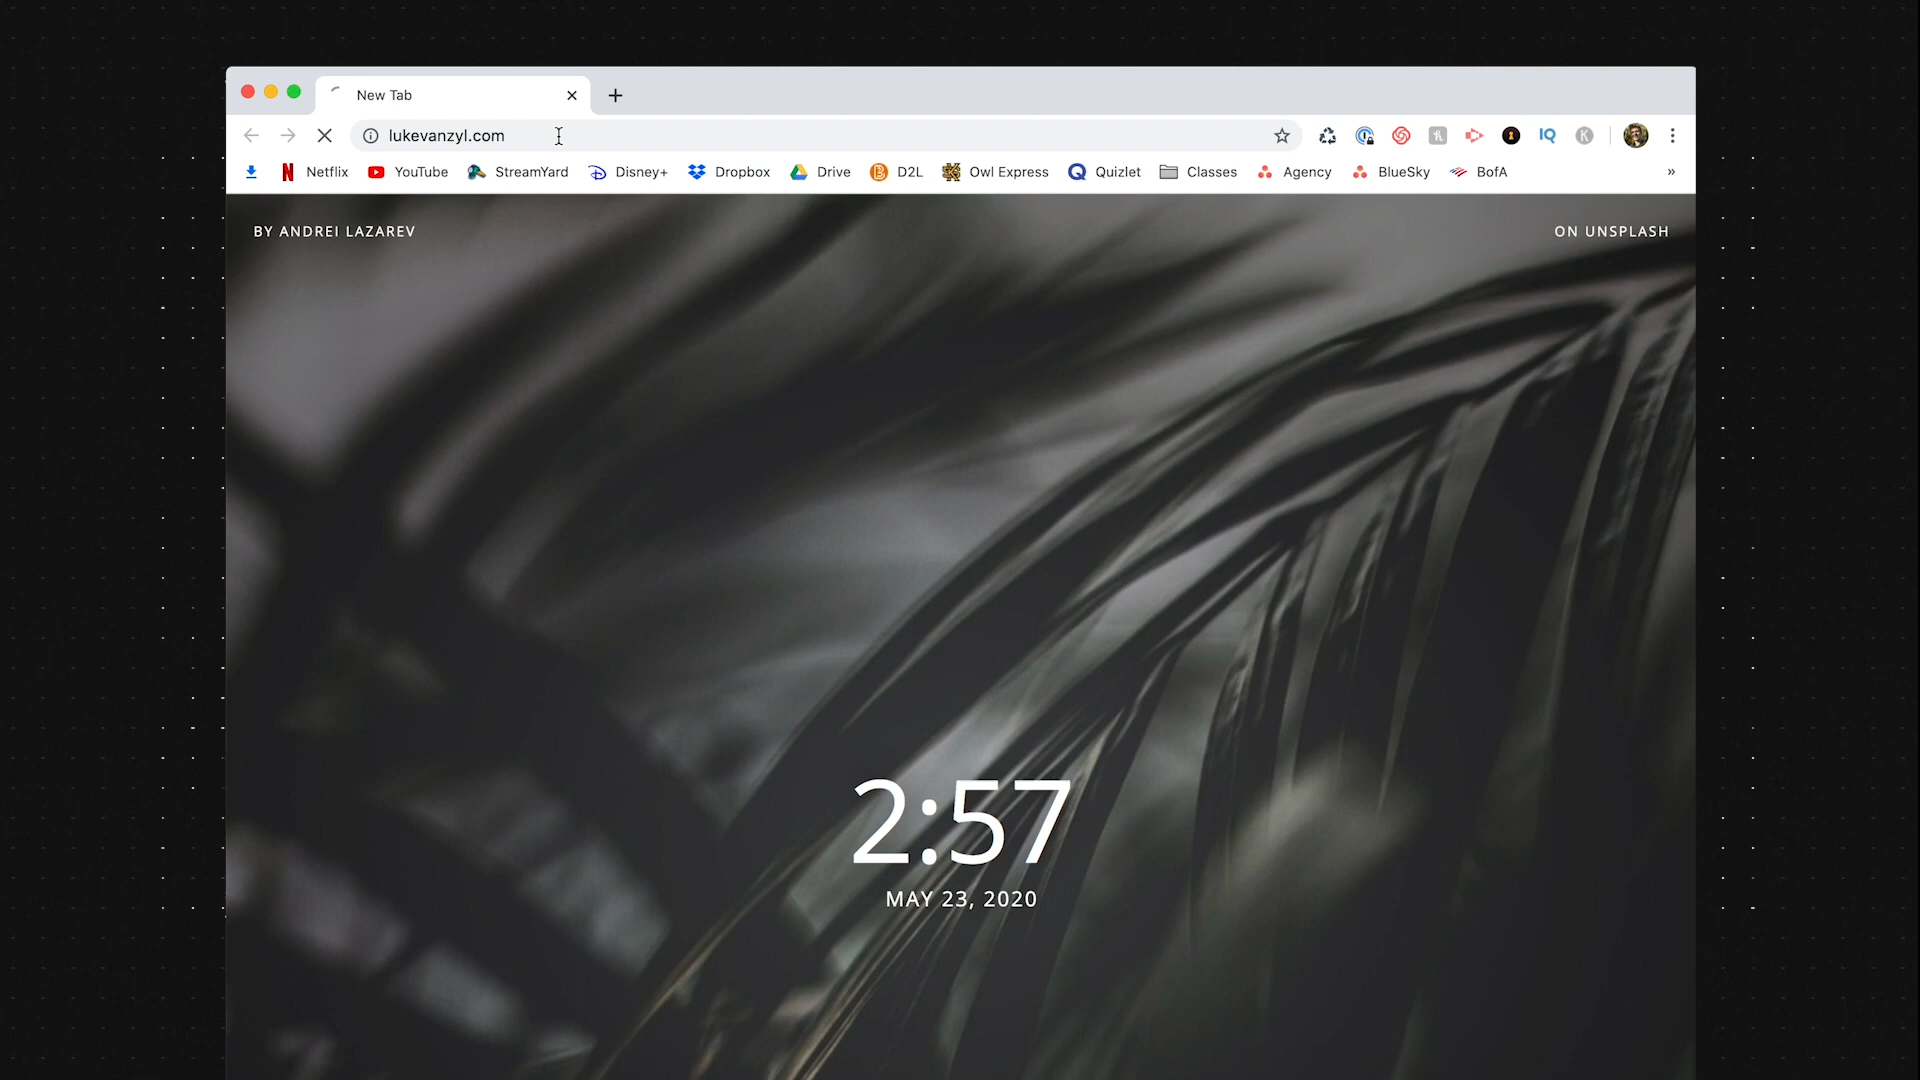 New Tab
lukevanzyl.com
Netflix YouTube StreamYard Disney+ Dropbox Drive D2L Owl Express Quizlet Classes Agency BlueSky BofA »
BY ANDREI LAZAREV
ON UNSPLASH
2:57
MAY 23, 2020